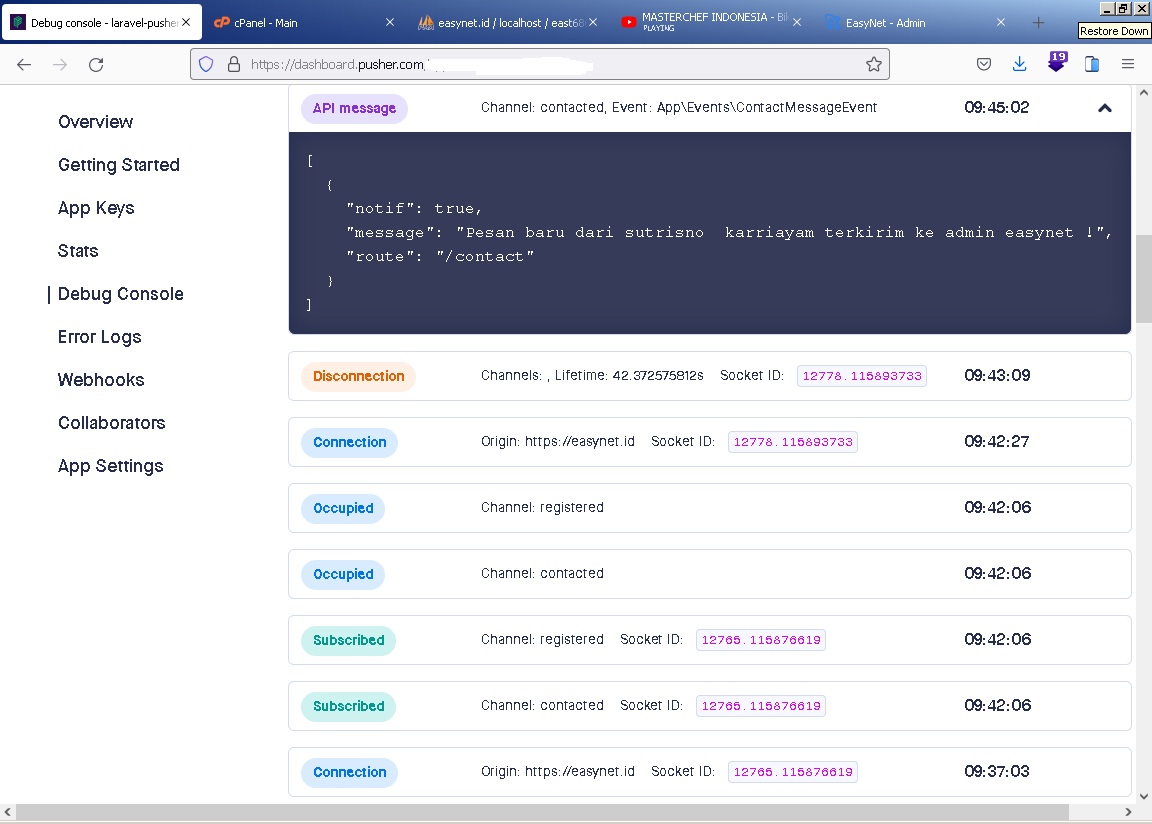 Debug console - laravel-pusher
cPanel - Main
easynet.id / localhost / east68
MASTERCHEF INDONESIA - Bi
PLAYING
EasyNet - Admin
Restore Down
https://dashboard.pusher.com/
19
Overview
Getting Started
App Keys
Stats
Debug Console
Error Logs
Webhooks
Collaborators
App Settings
API message Channel: contacted, Event: App\Events\ContactMessageEvent 09:45:02
[
{
"notif": true,
"message": "Pesan baru dari sutrisno  karriayam terkirim ke admin easynet !",
"route": "/contact"
}
]
Disconnection Channels: , Lifetime: 42.372575812s Socket ID: 12778.115893733 09:43:09
Connection Origin: https://easynet.id Socket ID: 12778.115893733 09:42:27
Occupied Channel: registered 09:42:06
Occupied Channel: contacted 09:42:06
Subscribed Channel: registered Socket ID: 12765.115876619 09:42:06
Subscribed Channel: contacted Socket ID: 12765.115876619 09:42:06
Connection Origin: https://easynet.id Socket ID: 12765.115876619 09:37:03